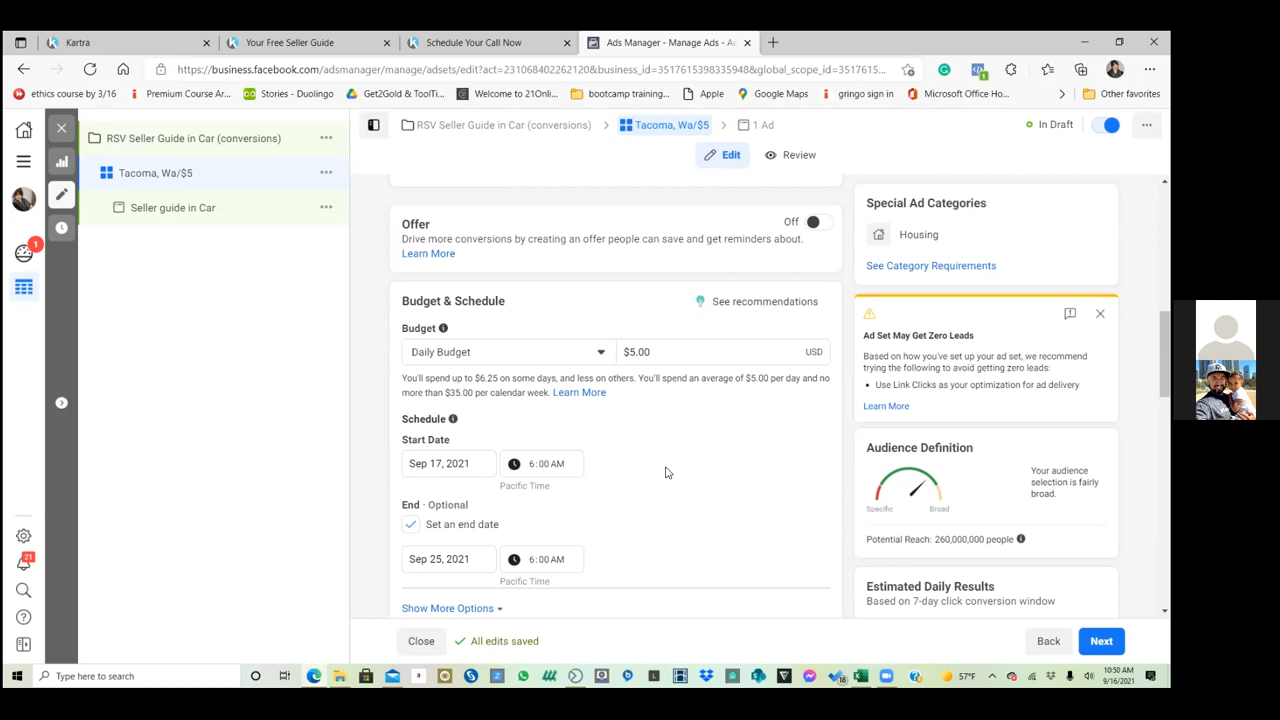 Kartra
Your Free Seller Guide
Schedule Your Call Now
Ads Manager - Manage Ads - Ac
https://business.facebook.com/adsmanager/manage/adsets/edit?act=231068402262120&business_id=3517615398335948&global_scope_id=3517615...
ethics course by 3/16
Premium Course Ar...
Stories - Duolingo
Get2Gold & ToolTi...
Welcome to 21Onli...
bootcamp training...
Apple
Google Maps
gringo sign in
Microsoft Office Ho...
Other favorites
RSV Seller Guide in Car (conversions)
Tacoma, Wa/$5
1 Ad
In Draft
Edit
Review
RSV Seller Guide in Car (conversions)
Tacoma, Wa/$5
Seller guide in Car
1
21
Offer
Off
Drive more conversions by creating an offer people can save and get reminders about.
Learn More
Budget & Schedule
See recommendations
Budget
Daily Budget
$5.00
USD
You'll spend up to $6.25 on some days, and less on others. You'll spend an average of $5.00 per day and no
more than $35.00 per calendar week. Learn More
Schedule
Start Date
Sep 17, 2021
6:00 AM
Pacific Time
End · Optional
Set an end date
Sep 25, 2021
6:00 AM
Pacific Time
Show More Options
Close
All edits saved
Back
Next
Special Ad Categories
Housing
See Category Requirements
Ad Set May Get Zero Leads
Based on how you've set up your ad set, we recommend
trying the following to avoid getting zero leads:
• Use Link Clicks as your optimization for ad delivery
Learn More
Audience Definition
Your audience
selection is fairly
broad.
Specific
Broad
Potential Reach: 260,000,000 people
Estimated Daily Results
Based on 7-day click conversion window
Type here to search
57°F
10:50 AM
9/16/2021